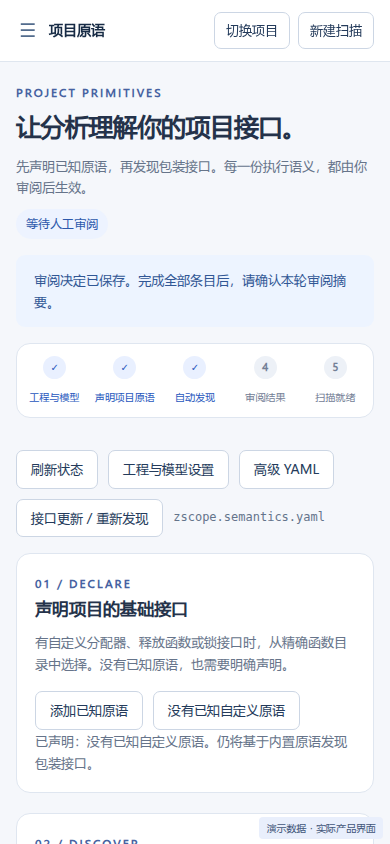 ☰ 项目原语 切换项目 新建扫描
PROJECT PRIMITIVES
让分析理解你的项目接口。
先声明已知原语，再发现包装接口。每一份执行语义，都由你
审阅后生效。
等待人工审阅
审阅决定已保存。完成全部条目后，请确认本轮审阅摘
要。
✓ ✓ ✓ 4 5
工程与模型 声明项目原语 自动发现 审阅结果 扫描就绪
刷新状态 工程与模型设置 高级 YAML
接口更新 / 重新发现 zscope.semantics.yaml
01 / DECLARE
声明项目的基础接口
有自定义分配器、释放函数或锁接口时，从精确函数目
录中选择。没有已知原语，也需要明确声明。
添加已知原语 没有已知自定义原语
已声明：没有已知自定义原语。仍将基于内置原语发现
包装接口。
02 / DISCOVER
演示数据 · 实际产品界面